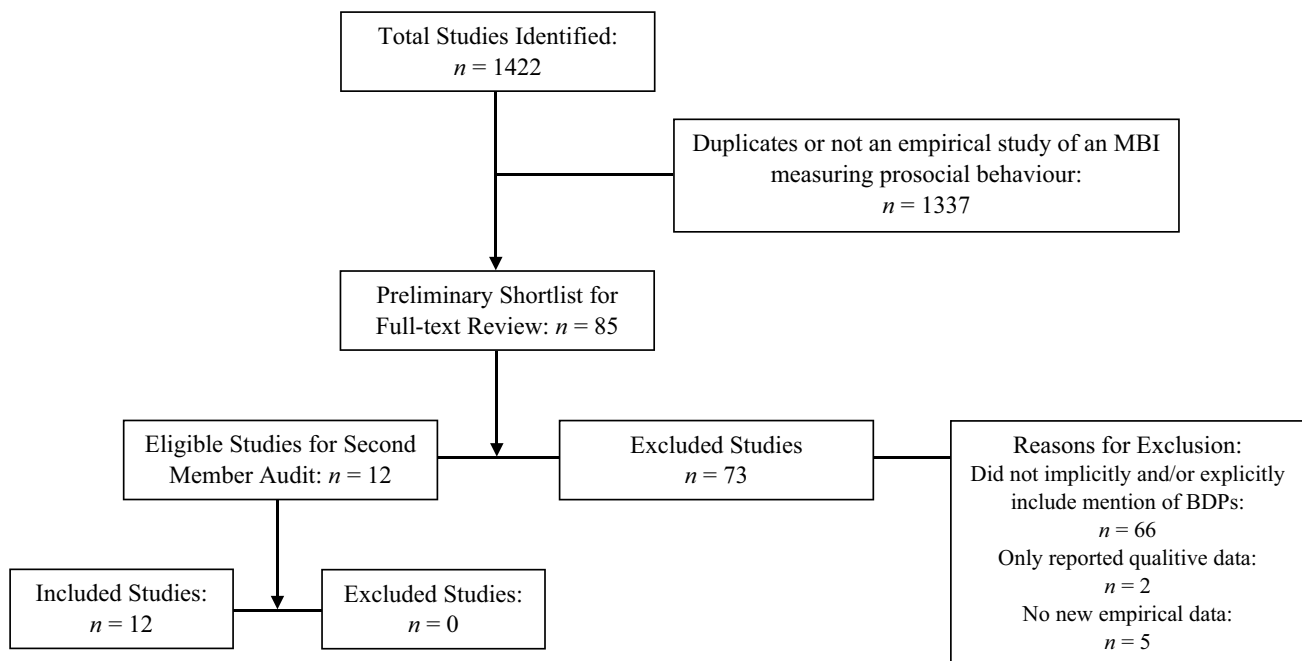 Total Studies Identified:
n = 1422
Duplicates or not an empirical study of an MBI
measuring prosocial behaviour:
n = 1337
Preliminary Shortlist for
Full-text Review: n = 85
Eligible Studies for Second
Member Audit: n = 12
Excluded Studies
n = 73
Reasons for Exclusion:
Did not implicitly and/or explicitly
include mention of BDPs:
n = 66
Only reported qualitive data:
n = 2
No new empirical data:
n = 5
Included Studies:
n = 12
Excluded Studies:
n = 0